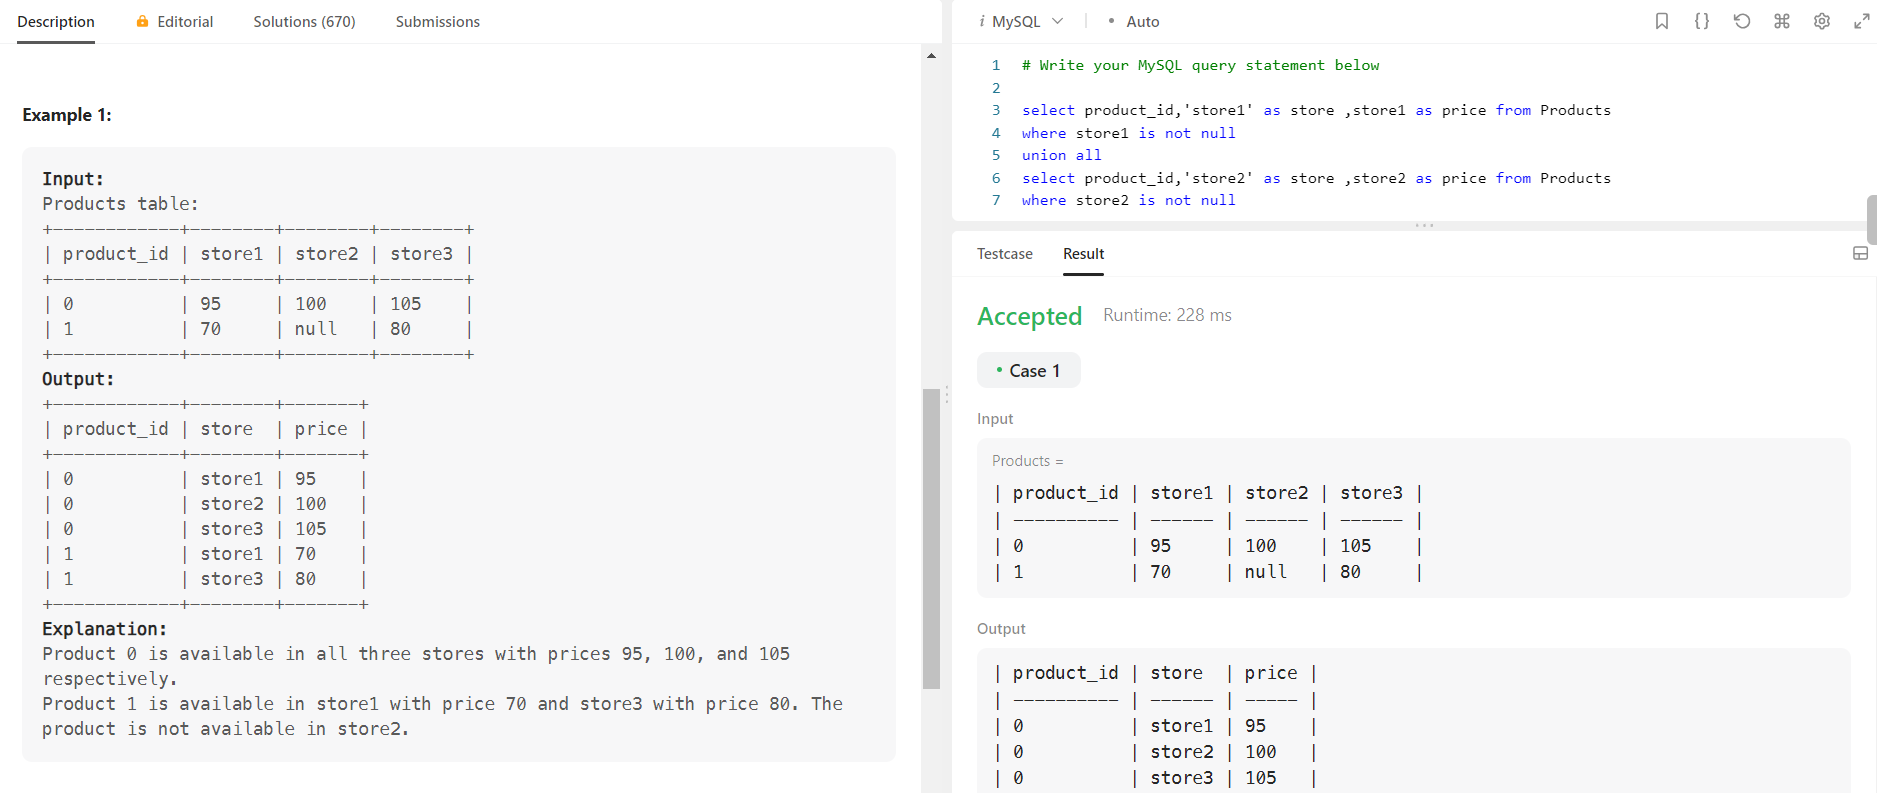 Description Editorial Solutions (670) Submissions
Example 1:
Input:
Products table:
+------------+--------+--------+--------+
| product_id | store1 | store2 | store3 |
+------------+--------+--------+--------+
| 0          | 95     | 100    | 105    |
| 1          | 70     | null   | 80     |
+------------+--------+--------+--------+
Output:
+------------+--------+-------+
| product_id | store  | price |
+------------+--------+-------+
| 0          | store1 | 95    |
| 0          | store2 | 100   |
| 0          | store3 | 105   |
| 1          | store1 | 70    |
| 1          | store3 | 80    |
+------------+--------+-------+
Explanation:
Product 0 is available in all three stores with prices 95, 100, and 105
respectively.
Product 1 is available in store1 with price 70 and store3 with price 80. The
product is not available in store2.
i MySQL | • Auto {}
1 # Write your MySQL query statement below
2
3 select product_id,'store1' as store ,store1 as price from Products
4 where store1 is not null
5 union all
6 select product_id,'store2' as store ,store2 as price from Products
7 where store2 is not null
Testcase Result
Accepted Runtime: 228 ms
• Case 1
Input
Products =
| product_id | store1 | store2 | store3 |
| ---------- | ------ | ------ | ------ |
| 0          | 95     | 100    | 105    |
| 1          | 70     | null   | 80     |
Output
| product_id | store  | price |
| ---------- | ------ | ----- |
| 0          | store1 | 95    |
| 0          | store2 | 100   |
| 0          | store3 | 105   |